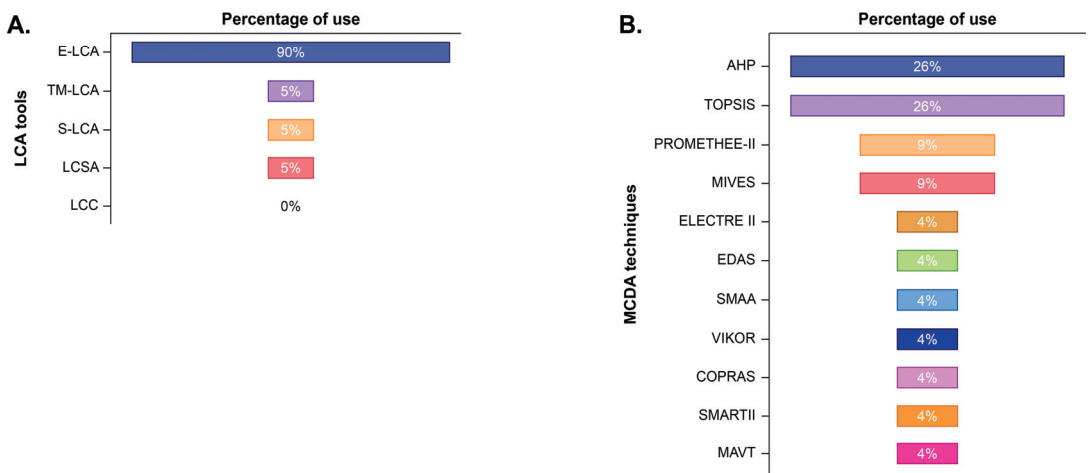 A.
Percentage of use
LCA tools
E-LCA 90%
TM-LCA 5%
S-LCA 5%
LCSA 5%
LCC 0%
B.
Percentage of use
MCDA techniques
AHP 26%
TOPSIS 26%
PROMETHEE-II 9%
MIVES 9%
ELECTRE II 4%
EDAS 4%
SMAA 4%
VIKOR 4%
COPRAS 4%
SMARTII 4%
MAVT 4%